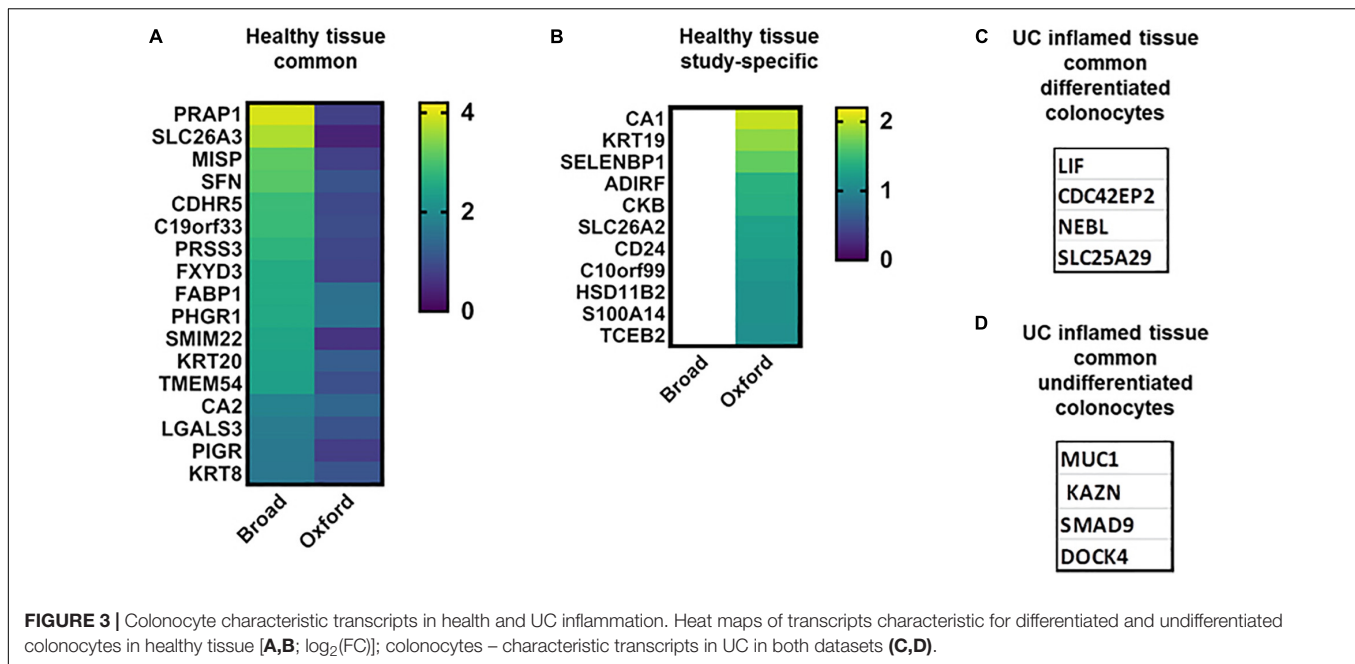 A
Healthy tissue
common
PRAP1
SLC26A3
MISP
SFN
CDHR5
C19orf33
PRSS3
FXYD3
FABP1
PHGR1
SMIM22
KRT20
TMEM54
CA2
LGALS3
PIGR
KRT8
Broad
Oxford
4
2
0
B
Healthy tissue
study-specific
CA1
KRT19
SELENBP1
ADIRF
CKB
SLC26A2
CD24
C10orf99
HSD11B2
S100A14
TCEB2
Broad
Oxford
2
1
0
C
UC inflamed tissue
common
differentiated
colonocytes
LIF
CDC42EP2
NEBL
SLC25A29
D
UC inflamed tissue
common
undifferentiated
colonocytes
MUC1
KAZN
SMAD9
DOCK4
FIGURE 3 | Colonocyte characteristic transcripts in health and UC inflammation. Heat maps of transcripts characteristic for differentiated and undifferentiated
colonocytes in healthy tissue [A,B; log₂(FC)]; colonocytes – characteristic transcripts in UC in both datasets (C,D).